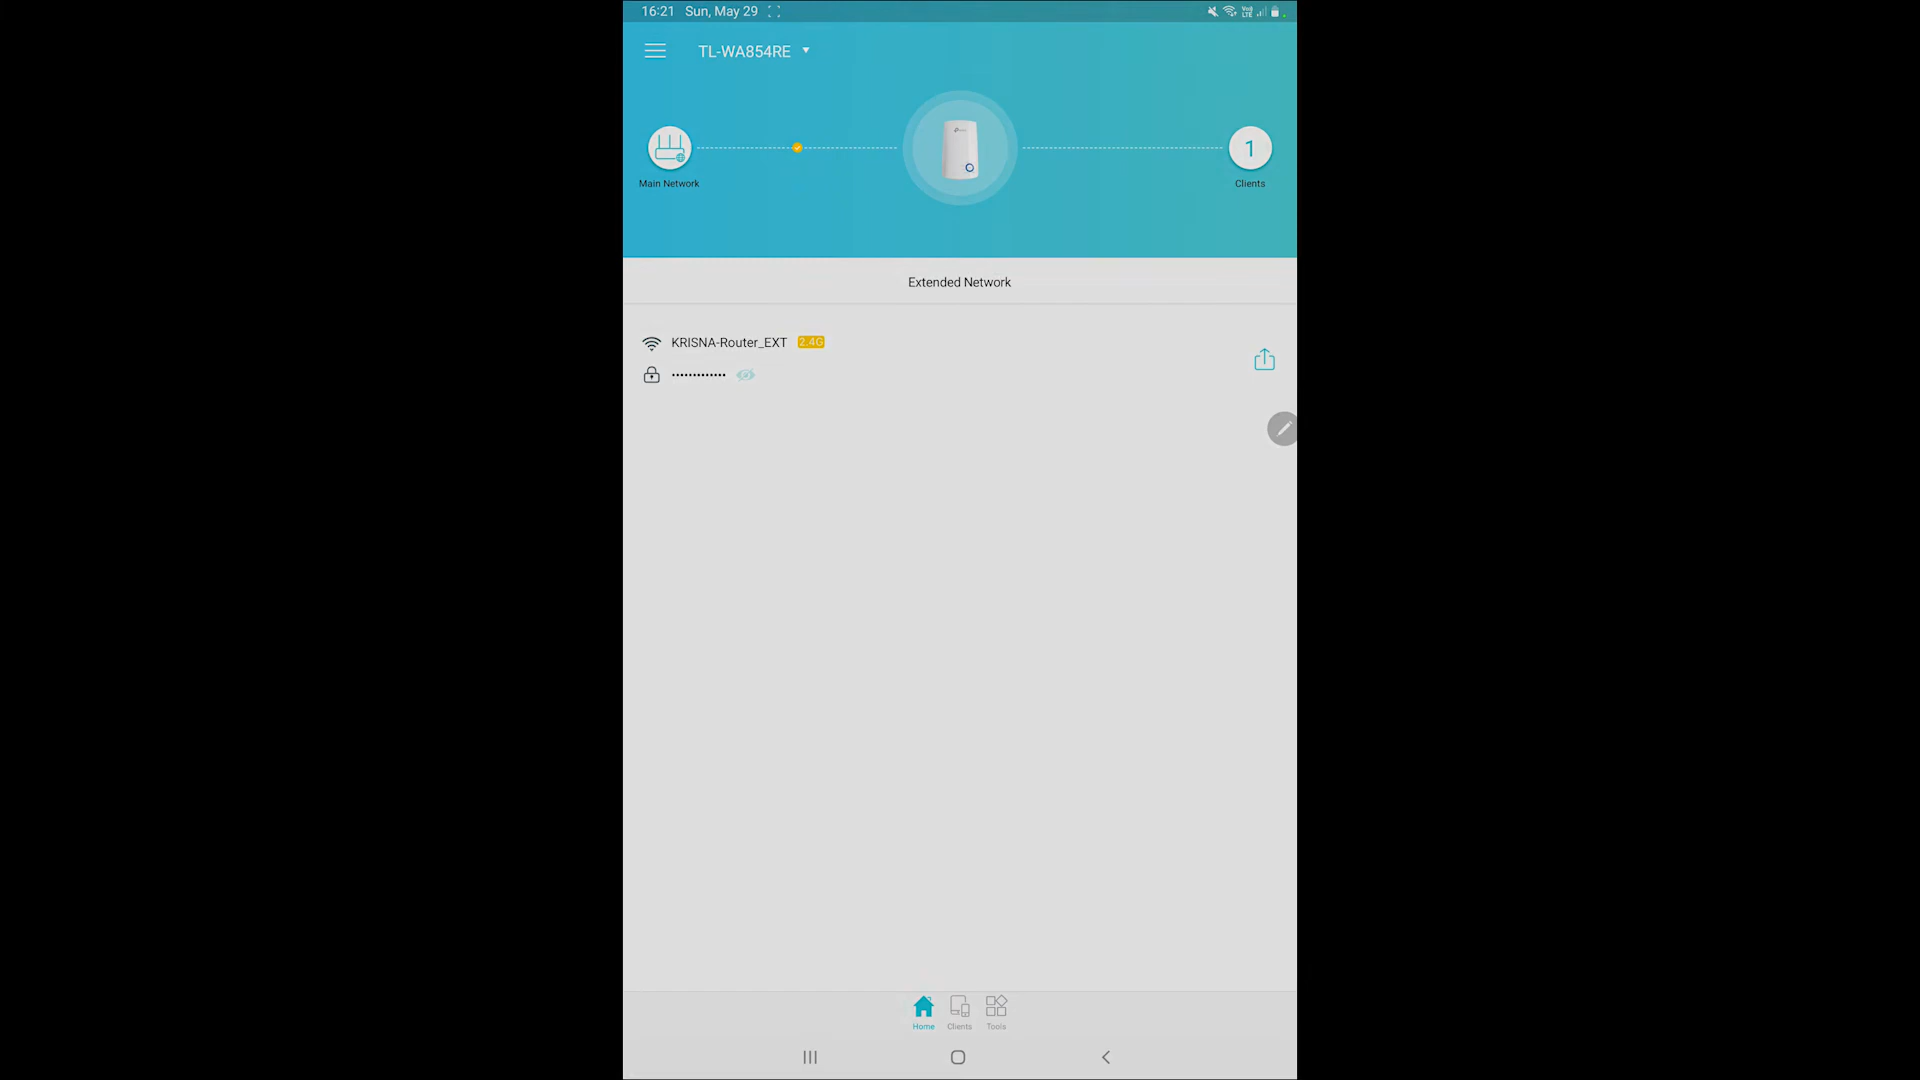 16:21 Sun, May 29
TL-WA854RE
Main Network
1
Clients
Extended Network
KRISNA-Router_EXT 2.4G
•••••••••••••
Home Clients Tools